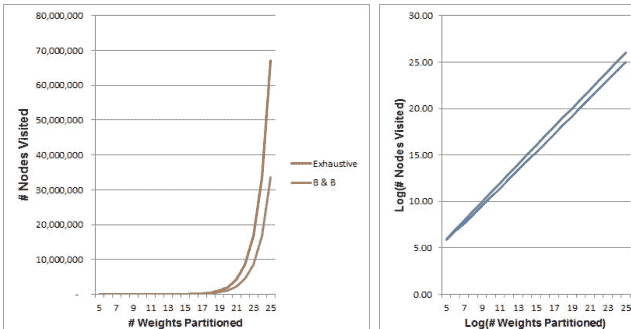 80,000,000
70,000,000
60,000,000
50,000,000
40,000,000
30,000,000
20,000,000
10,000,000
-
# Nodes Visited
5 7 9 11 13 15 17 19 21 23 25
# Weights Partitioned
Exhaustive
B & B
30.00
25.00
20.00
15.00
10.00
5.00
0.00
Log(# Nodes Visited)
5 7 9 11 13 15 17 19 21 23 25
Log(# Weights Partitioned)